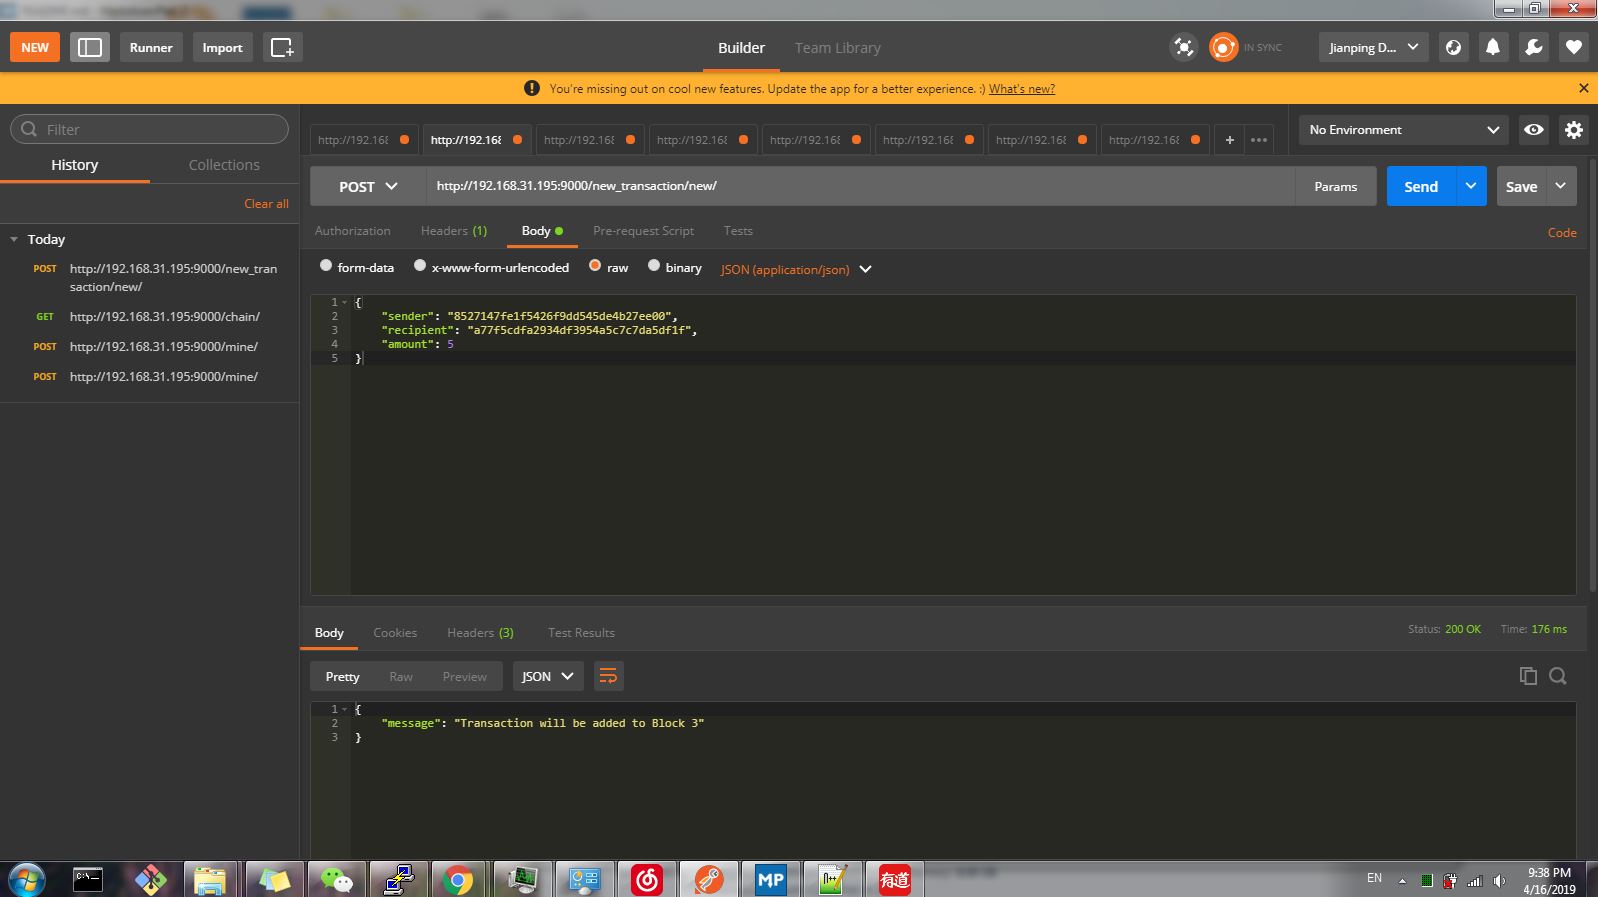 NEW
Runner
Import
Builder
Team Library
IN SYNC
Jianping D...
You're missing out on cool new features. Update the app for a better experience. :) What's new?
Filter
History
Collections
Clear all
Today
POST http://192.168.31.195:9000/new_tran
saction/new/
GET http://192.168.31.195:9000/chain/
POST http://192.168.31.195:9000/mine/
POST http://192.168.31.195:9000/mine/
http://192.168 http://192.168 http://192.168 http://192.168 http://192.168 http://192.168 http://192.168 http://192.168 + •••
No Environment
POST http://192.168.31.195:9000/new_transaction/new/ Params Send Save
Authorization Headers (1) Body Pre-request Script Tests Code
form-data x-www-form-urlencoded raw binary JSON (application/json)
1 {
2 "sender": "8527147fe1f5426f9dd545de4b27ee00",
3 "recipient": "a77f5cdfa2934df3954a5c7c7da5df1f",
4 "amount": 5
5 }
Body Cookies Headers (3) Test Results Status: 200 OK Time: 176 ms
Pretty Raw Preview JSON
1 {
2 "message": "Transaction will be added to Block 3"
3 }
C:\.
MP
有道
EN
9:38 PM
4/16/2019